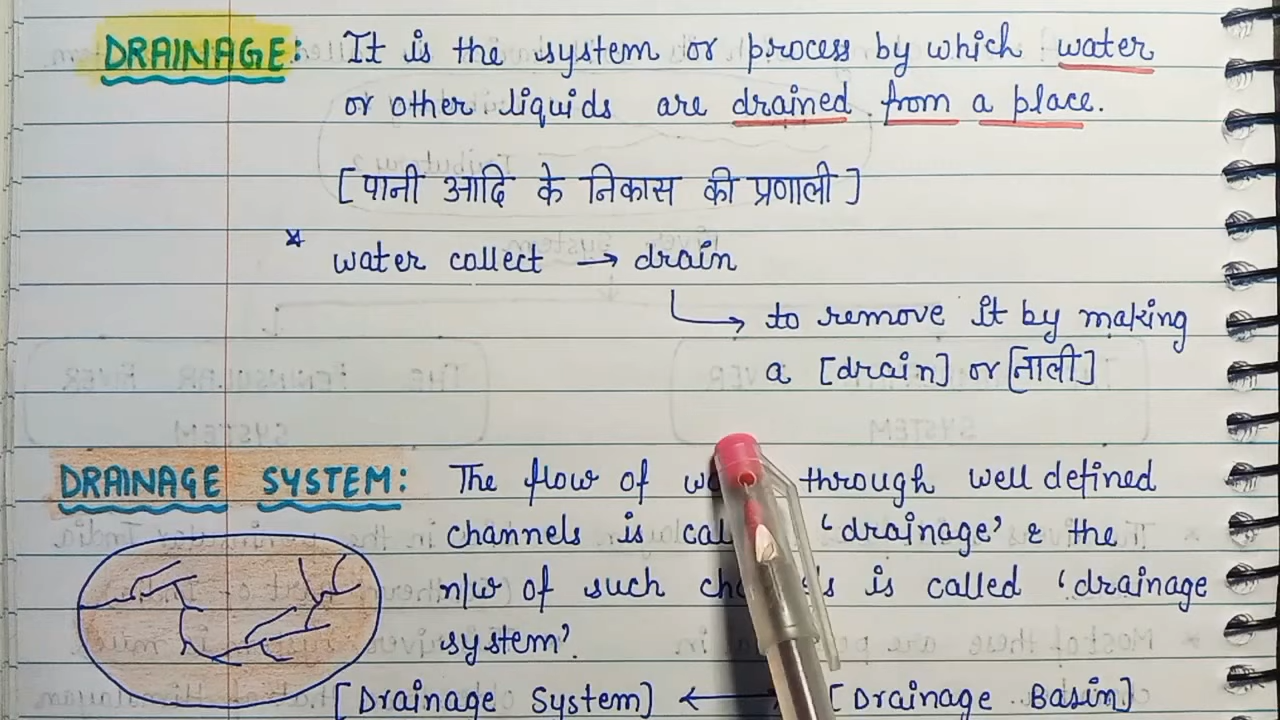 DRAINAGE: It is the system or process by which water
or other liquids are drained from a place.
[पानी आदि के निकास की प्रणाली]
* water collect → drain
→ to remove it by making
a [drain] or [नाली]
DRAINAGE SYSTEM: The flow of through well defined
channels is 'drainage' & the
n/w of such is called 'drainage
system'.
[Drainage System] ↔ [Drainage Basin]